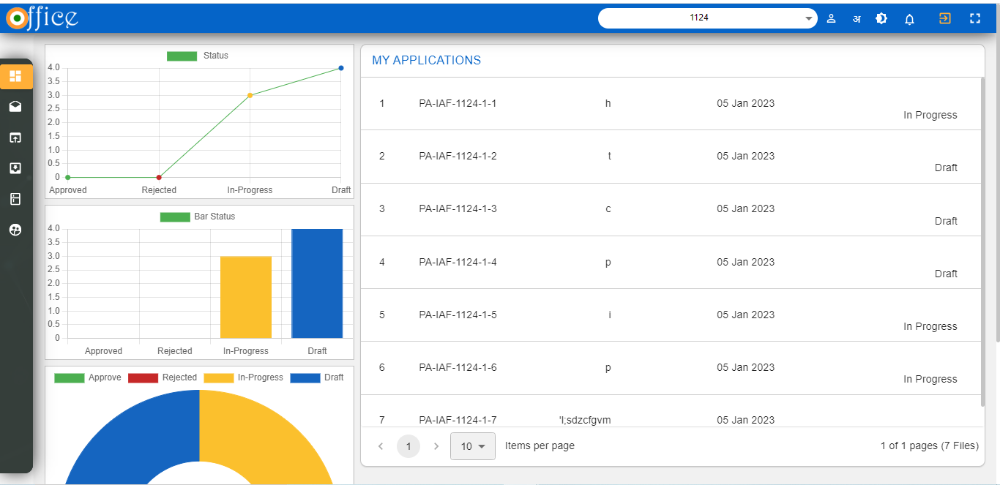 Office
1124
अ
Status
4.0
3.5
3.0
2.5
2.0
1.5
1.0
0.5
0
Approved Rejected In-Progress Draft
Bar Status
4.0
3.5
3.0
2.5
2.0
1.5
1.0
0.5
0
Approved Rejected In-Progress Draft
Approve Rejected In-Progress Draft
MY APPLICATIONS
1 PA-IAF-1124-1-1 h 05 Jan 2023
In Progress
2 PA-IAF-1124-1-2 t 05 Jan 2023
Draft
3 PA-IAF-1124-1-3 c 05 Jan 2023
Draft
4 PA-IAF-1124-1-4 p 05 Jan 2023
Draft
5 PA-IAF-1124-1-5 i 05 Jan 2023
In Progress
6 PA-IAF-1124-1-6 p 05 Jan 2023
In Progress
7 PA-IAF-1124-1-7 'l;sdzcfgvm 05 Jan 2023
1 10 Items per page 1 of 1 pages (7 Files)